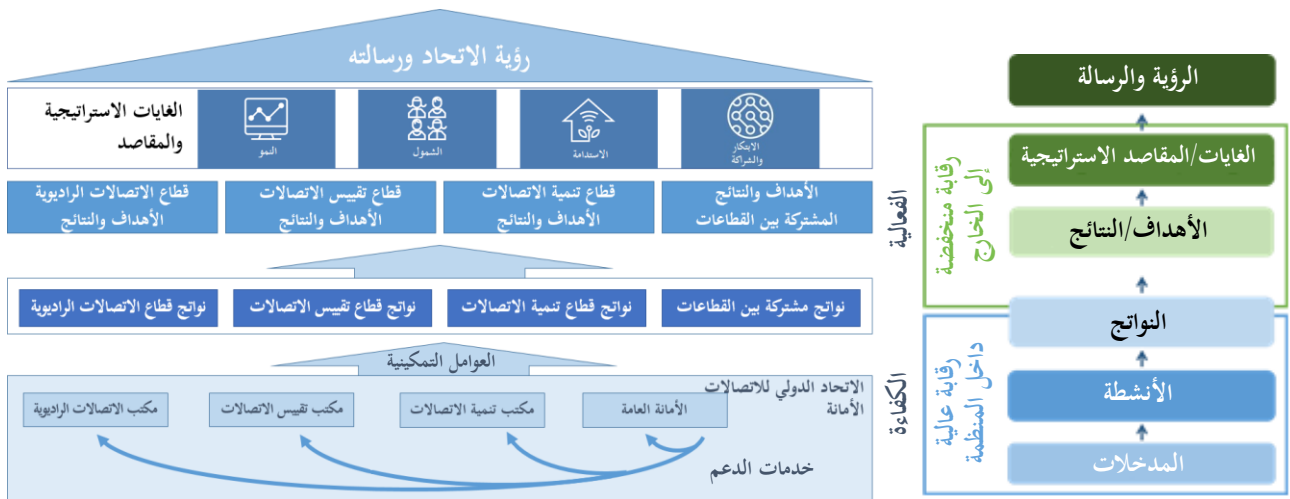 رؤية الاتحاد ورسالته
الغايات الاستراتيجية
والمقاصد
الابتكار
والشراكة
الاستدامة
الشمول
النمو
الأهداف والنتائج
المشتركة بين القطاعات
قطاع تنمية الاتصالات
الأهداف والنتائج
قطاع تقييس الاتصالات
الأهداف والنتائج
قطاع الاتصالات الراديوية
الأهداف والنتائج
نواتج مشتركة بين القطاعات
نواتج قطاع تنمية الاتصالات
نواتج قطاع تقييس الاتصالات
نواتج قطاع الاتصالات الراديوية
العوامل التمكينية
الاتحاد الدولي للاتصالات
الأمانة
الأمانة العامة
مكتب تنمية الاتصالات
مكتب تقييس الاتصالات
مكتب الاتصالات الراديوية
خدمات الدعم
الفعالية
الكفاءة
رقابة منخفضة
إلى الخارج
رقابة عالية
داخل المنظمة
الرؤية والرسالة
الغايات/المقاصد الاستراتيجية
الأهداف/النتائج
النواتج
الأنشطة
المدخلات